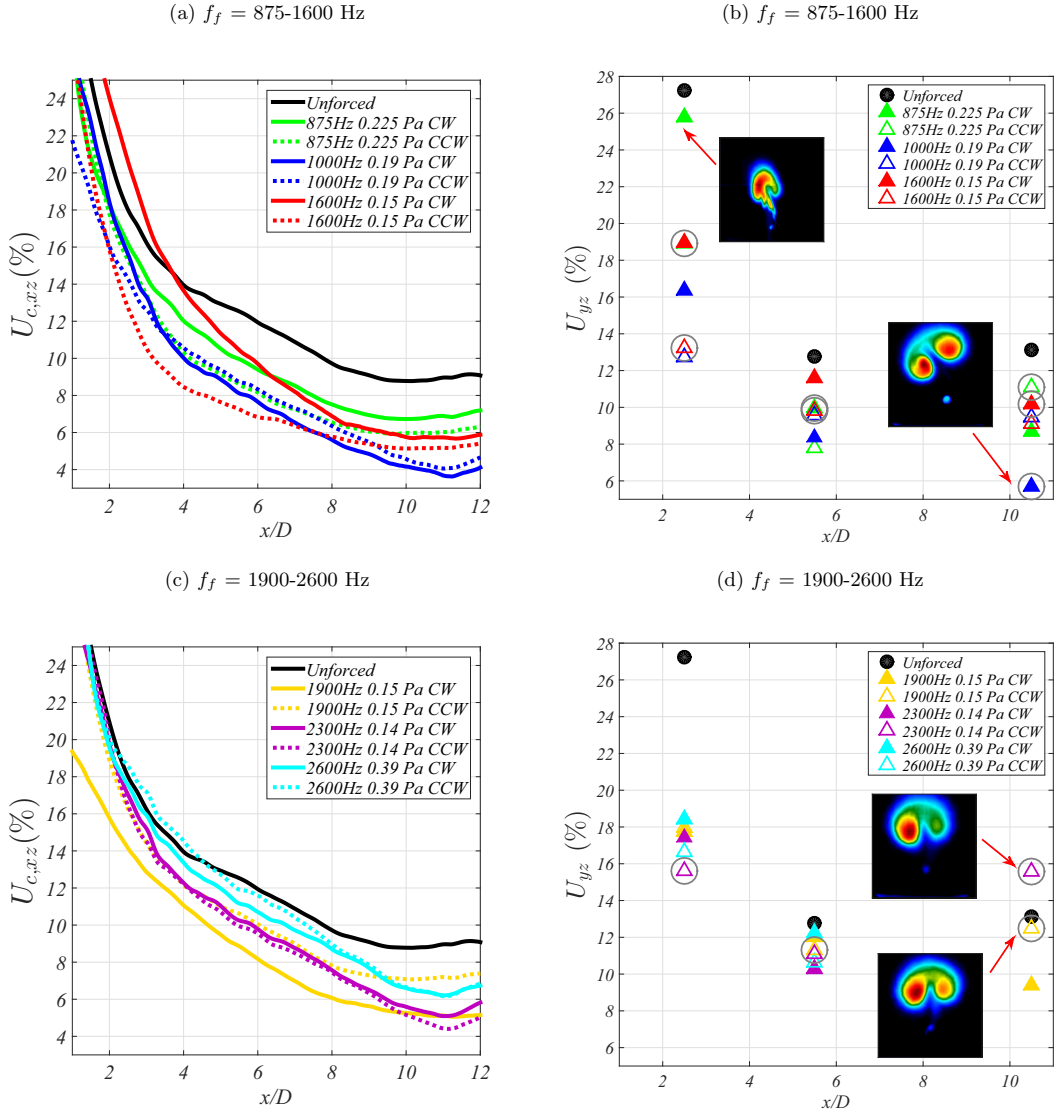 (a) f_f = 875-1600 Hz
(b) f_f = 875-1600 Hz
U_{c,xz}(%)
24
22
20
18
16
14
12
10
8
6
4
2
4
6
8
10
12
x/D
Unforced
875Hz 0.225 Pa CW
875Hz 0.225 Pa CCW
1000Hz 0.19 Pa CW
1000Hz 0.19 Pa CCW
1600Hz 0.15 Pa CW
1600Hz 0.15 Pa CCW
U_{yz} (%)
28
26
24
22
20
18
16
14
12
10
8
6
2
4
6
8
10
x/D
Unforced
875Hz 0.225 Pa CW
875Hz 0.225 Pa CCW
1000Hz 0.19 Pa CW
1000Hz 0.19 Pa CCW
1600Hz 0.15 Pa CW
1600Hz 0.15 Pa CCW
(c) f_f = 1900-2600 Hz
(d) f_f = 1900-2600 Hz
U_{c,xz}(%)
24
22
20
18
16
14
12
10
8
6
4
2
4
6
8
10
12
x/D
Unforced
1900Hz 0.15 Pa CW
1900Hz 0.15 Pa CCW
2300Hz 0.14 Pa CW
2300Hz 0.14 Pa CCW
2600Hz 0.39 Pa CW
2600Hz 0.39 Pa CCW
U_{yz} (%)
28
26
24
22
20
18
16
14
12
10
8
6
2
4
6
8
10
x/D
Unforced
1900Hz 0.15 Pa CW
1900Hz 0.15 Pa CCW
2300Hz 0.14 Pa CW
2300Hz 0.14 Pa CCW
2600Hz 0.39 Pa CW
2600Hz 0.39 Pa CCW